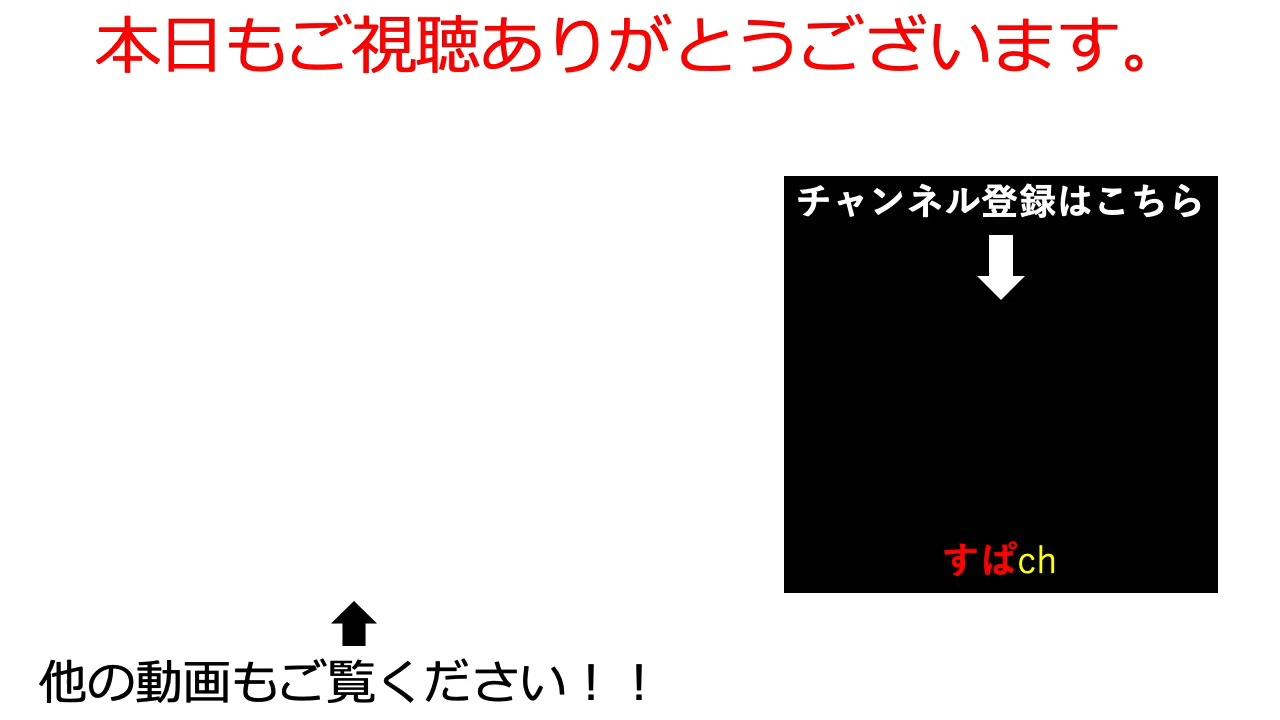 本日もご視聴ありがとうございます。
チャンネル登録はこちら
すぱch
他の動画もご覧ください！！